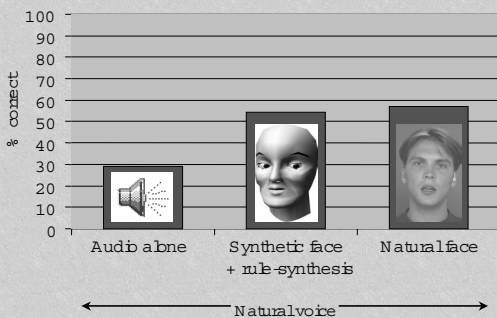 % correct
100
90
80
70
60
50
40
30
20
10
0
Audio alone
Synthetic face
+ rule-synthesis
Natural face
Natural voice